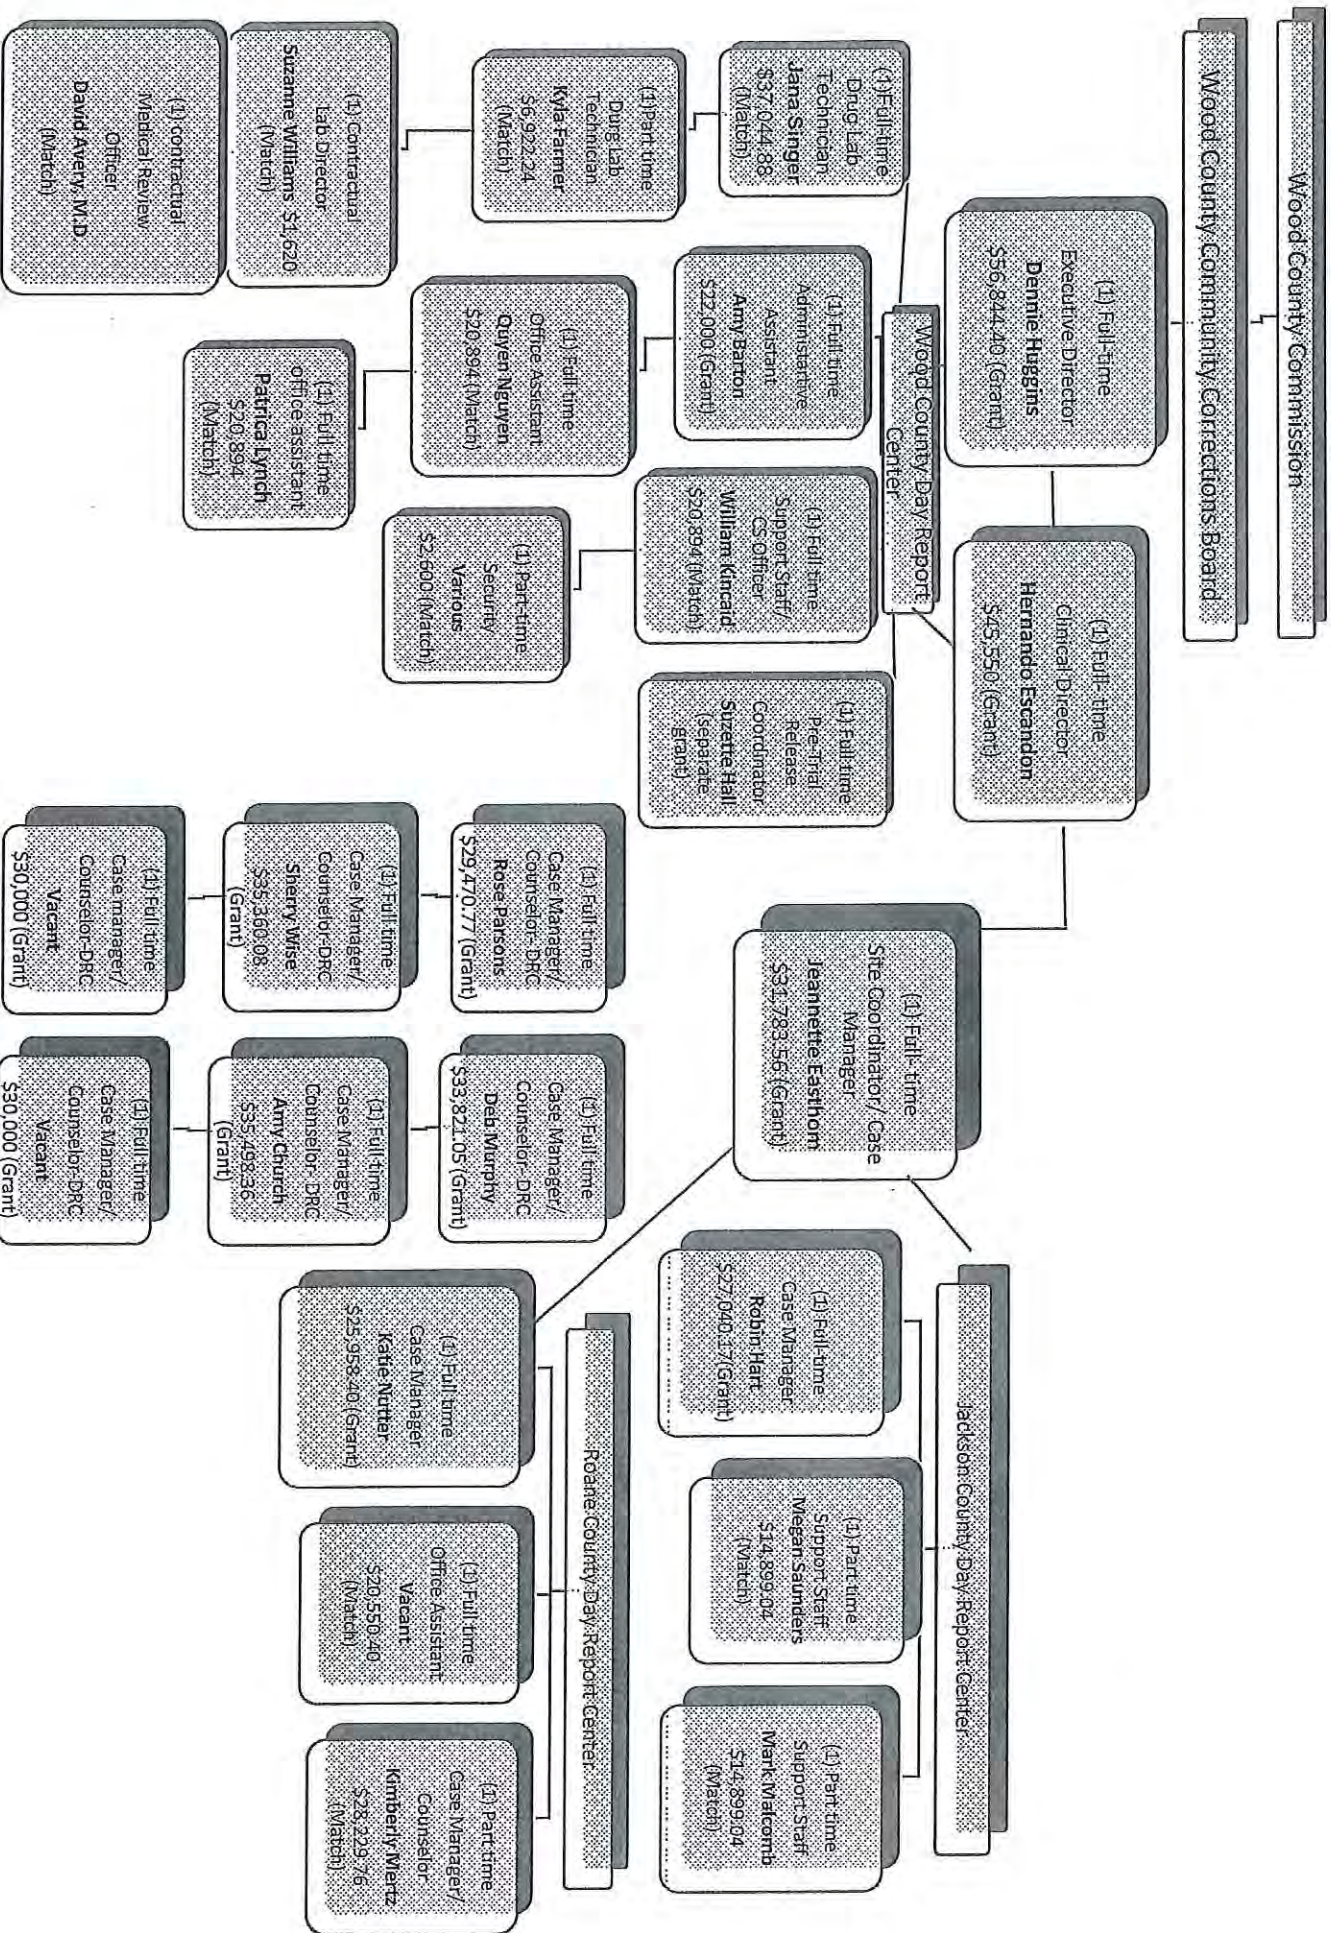 Wood County Commission
Wood County Community Corrections Board
(1) Full-time
Executive Director
Dennie Huggins
$56,844.40 (Grant)
(1) Full- time
Clinical Director
Hernando Escandon
$45,550 (Grant)
Wood County Day Report
Center
(1)Full-time
Drug Lab
Technician
Jana Singer
$37,044.88
(Match)
(1)Part time
Durg Lab
Technician
Kyla Farmer
$6,922.24
(Match)
(1) Contractual
Lab Director
Suzanne Williams $1,620
(Match)
(1) contractual
Medical Review
Officer
David Avery, M.D.
(Match)
(1) Full time
Administartive
Assistant
Amy Barton
$22,000 (Grant)
(1) Full-time
Office Assistant
Quyen Nguyen
$20,894 (Match)
(1) Full time
office assistant
Patrica Lynch
$20,894
(Match)
(1) Full-time
Support Staff/
CS Officer
William Kincaid
$20,894 (Match)
(1) Part-time
Security
Various
$2,600 (Match)
(1) Full-time
Pre-Trial
Release
Coordinator
Suzette Hall
(separate
grant)
(1) Full- time
Site Coordinator/ Case
Manager
Jeannette Easthom
$31,783.56 (Grant)
(1) Full-time
Case Manager/
Counselor- DRC
Rose Parsons
$29,470.77 (Grant)
(1) Full-time
Case Manager/
Counselor-DRC
Sherry Wise
$35,360.08
(Grant)
(1) Full-time
Case manager/
Counselor-DRC
Vacant
$30,000 (Grant)
(1) Full-time
Case Manager/
Counselor- DRC
Deb Murphy
$33,821.05 (Grant)
(1) Full-time
Case Manager/
Counselor- DRC
Amy Church
$35,498.36
(Grant)
(1) Full-time
Case Manager/
Counselor-DRC
Vacant
$30,000 (Grant)
Jackson County Day Report Center
(1) Full-time
Case Manager
Robin Hart
$27,040.17(Grant)
(1) Part time
Support Staff
Megan Saunders
$14,899.04
(Match)
(1) Part time
Support Staff
Mark Malcomb
$14,899.04
(Match)
Roane County Day Report Center
(1) Full-time
Case Manager
Katie Nutter
$25,958.40 (Grant)
(1) Full time
Office Assistant
Vacant
$20,550.40
(Match)
(1) Part time
Case Manager/
Counselor
Kimberly Mertz
$28,229.76
(Match)